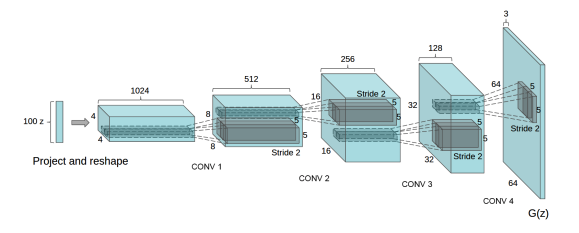 100 z
Project and reshape
1024
4
4
CONV 1
512
8
8
5
5
Stride 2
CONV 2
256
16
16
Stride 2
5
5
CONV 3
128
32
32
5
5
Stride 2
CONV 4
3
64
64
5
5
Stride 2
G(z)